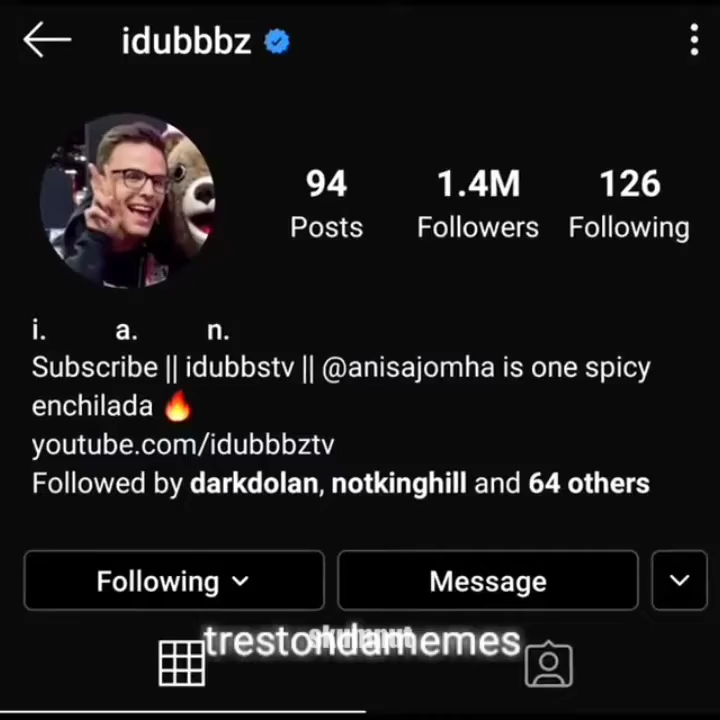 idubbbz
94 1.4M 126
Posts Followers Following
i. a. n.
Subscribe || idubbstv || @anisajomha is one spicy
enchilada 🔥
youtube.com/idubbbztv
Followed by darkdolan, notkinghill and 64 others
Following Message
trestondamemes